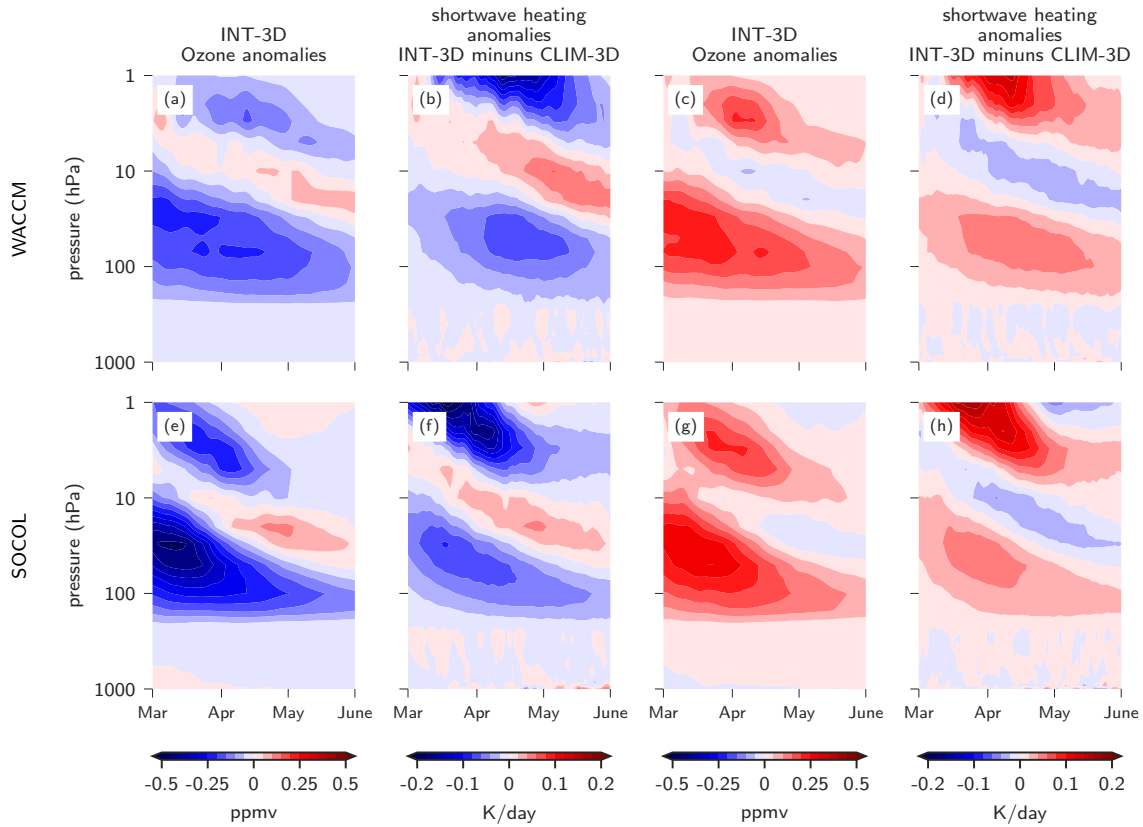 INT-3D
Ozone anomalies
shortwave heating
anomalies
INT-3D minuns CLIM-3D
INT-3D
Ozone anomalies
shortwave heating
anomalies
INT-3D minuns CLIM-3D
WACCM
pressure (hPa)
1
10
100
1000
(a)
(b)
(c)
(d)
SOCOL
pressure (hPa)
1
10
100
1000
(e)
(f)
(g)
(h)
Mar Apr May June
Mar Apr May June
Mar Apr May June
Mar Apr May June
-0.5 -0.25 0 0.25 0.5
ppmv
-0.2 -0.1 0 0.1 0.2
K/day
-0.5 -0.25 0 0.25 0.5
ppmv
-0.2 -0.1 0 0.1 0.2
K/day